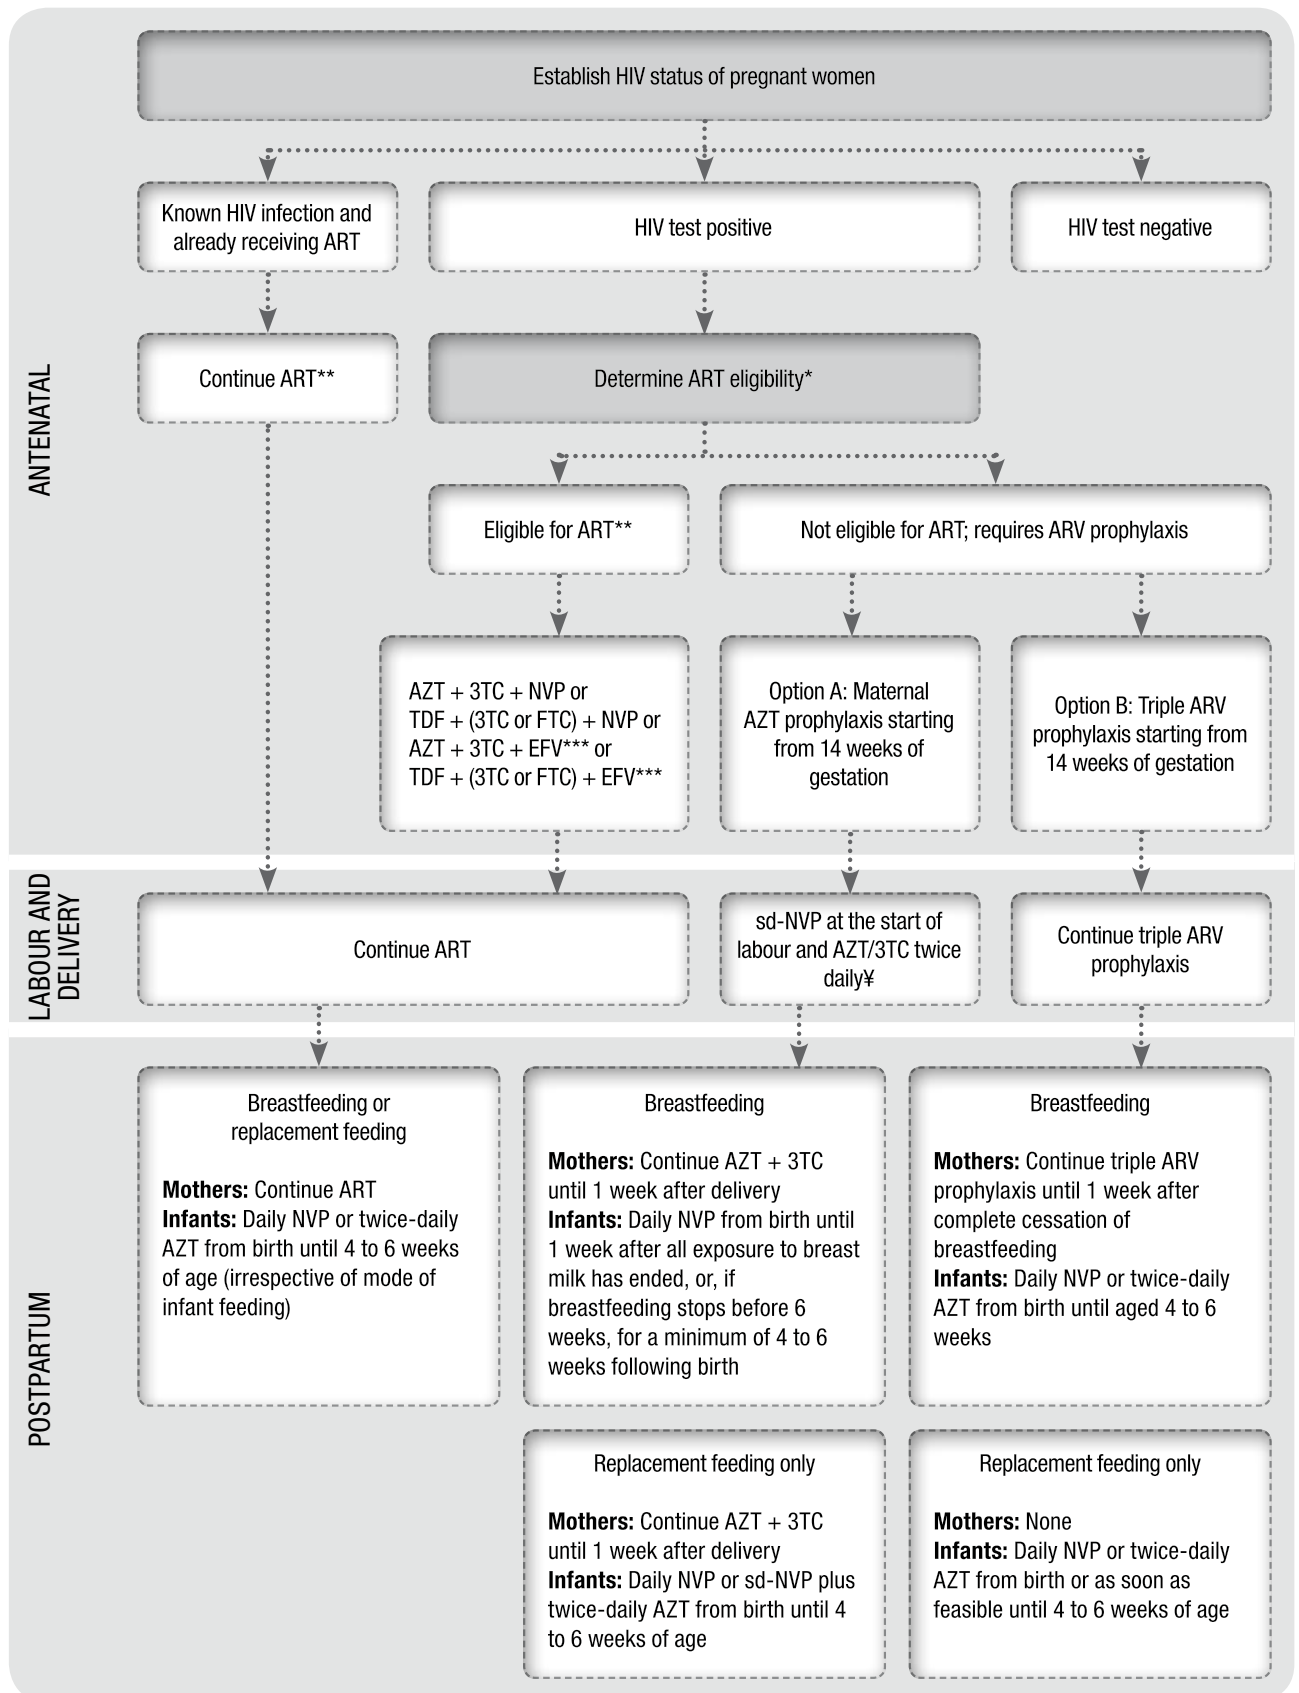 Establish HIV status of pregnant women
Known HIV infection and
already receiving ART
HIV test positive
HIV test negative
ANTENATAL
Continue ART**
Determine ART eligibility*
Eligible for ART**
Not eligible for ART; requires ARV prophylaxis
AZT + 3TC + NVP or
TDF + (3TC or FTC) + NVP or
AZT + 3TC + EFV*** or
TDF + (3TC or FTC) + EFV***
Option A: Maternal
AZT prophylaxis starting
from 14 weeks of
gestation
Option B: Triple ARV
prophylaxis starting from
14 weeks of gestation
LABOUR AND
DELIVERY
Continue ART
sd-NVP at the start of
labour and AZT/3TC twice
daily¥
Continue triple ARV
prophylaxis
POSTPARTUM
Breastfeeding or
replacement feeding
Mothers: Continue ART
Infants: Daily NVP or twice-daily
AZT from birth until 4 to 6 weeks
of age (irrespective of mode of
infant feeding)
Breastfeeding
Mothers: Continue AZT + 3TC
until 1 week after delivery
Infants: Daily NVP from birth until
1 week after all exposure to breast
milk has ended, or, if
breastfeeding stops before 6
weeks, for a minimum of 4 to 6
weeks following birth
Breastfeeding
Mothers: Continue triple ARV
prophylaxis until 1 week after
complete cessation of
breastfeeding
Infants: Daily NVP or twice-daily
AZT from birth until aged 4 to 6
weeks
Replacement feeding only
Mothers: Continue AZT + 3TC
until 1 week after delivery
Infants: Daily NVP or sd-NVP plus
twice-daily AZT from birth until 4
to 6 weeks of age
Replacement feeding only
Mothers: None
Infants: Daily NVP or twice-daily
AZT from birth or as soon as
feasible until 4 to 6 weeks of age